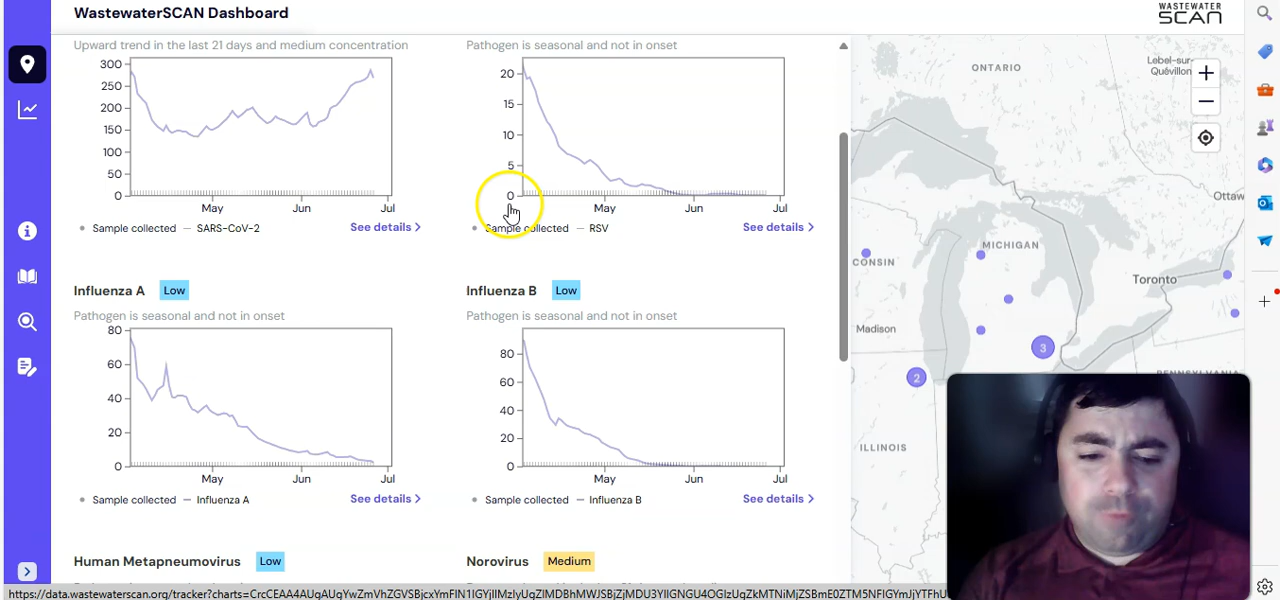 WastewaterSCAN Dashboard
WASTEWATER
SCAN
Upward trend in the last 21 days and medium concentration
Pathogen is seasonal and not in onset
300
250
200
150
100
50
0
May
Jun
Jul
Sample collected
SARS-CoV-2
See details
20
15
10
5
0
May
Jun
Jul
Sample collected
RSV
See details
Influenza A
Low
Pathogen is seasonal and not in onset
80
60
40
20
0
May
Jun
Jul
Sample collected
Influenza A
See details
Influenza B
Low
Pathogen is seasonal and not in onset
80
60
40
20
0
May
Jun
Jul
Sample collected
Influenza B
See details
Human Metapneumovirus
Low
Norovirus
Medium
ONTARIO
Lebel-sur-
Quévillon
Ottaw
MICHIGAN
CONSIN
Toronto
Madison
3
2
ILLINOIS